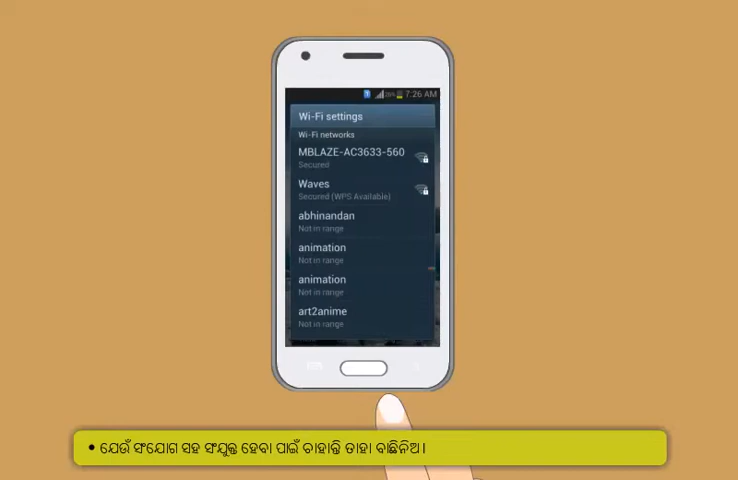 7:26 AM
Wi-Fi settings
Wi-Fi networks
MBLAZE-AC3633-560
Secured
Waves
Secured (WPS Available)
abhinandan
Not in range
animation
Not in range
animation
Not in range
art2anime
Not in range
• ଯେଉଁ ସଂଯୋଗ ସହ ସଂଯୁକ୍ତ ହେବା ପାଇଁ ଚାହାନ୍ତି ତାହା ବାଛିନିଅ।